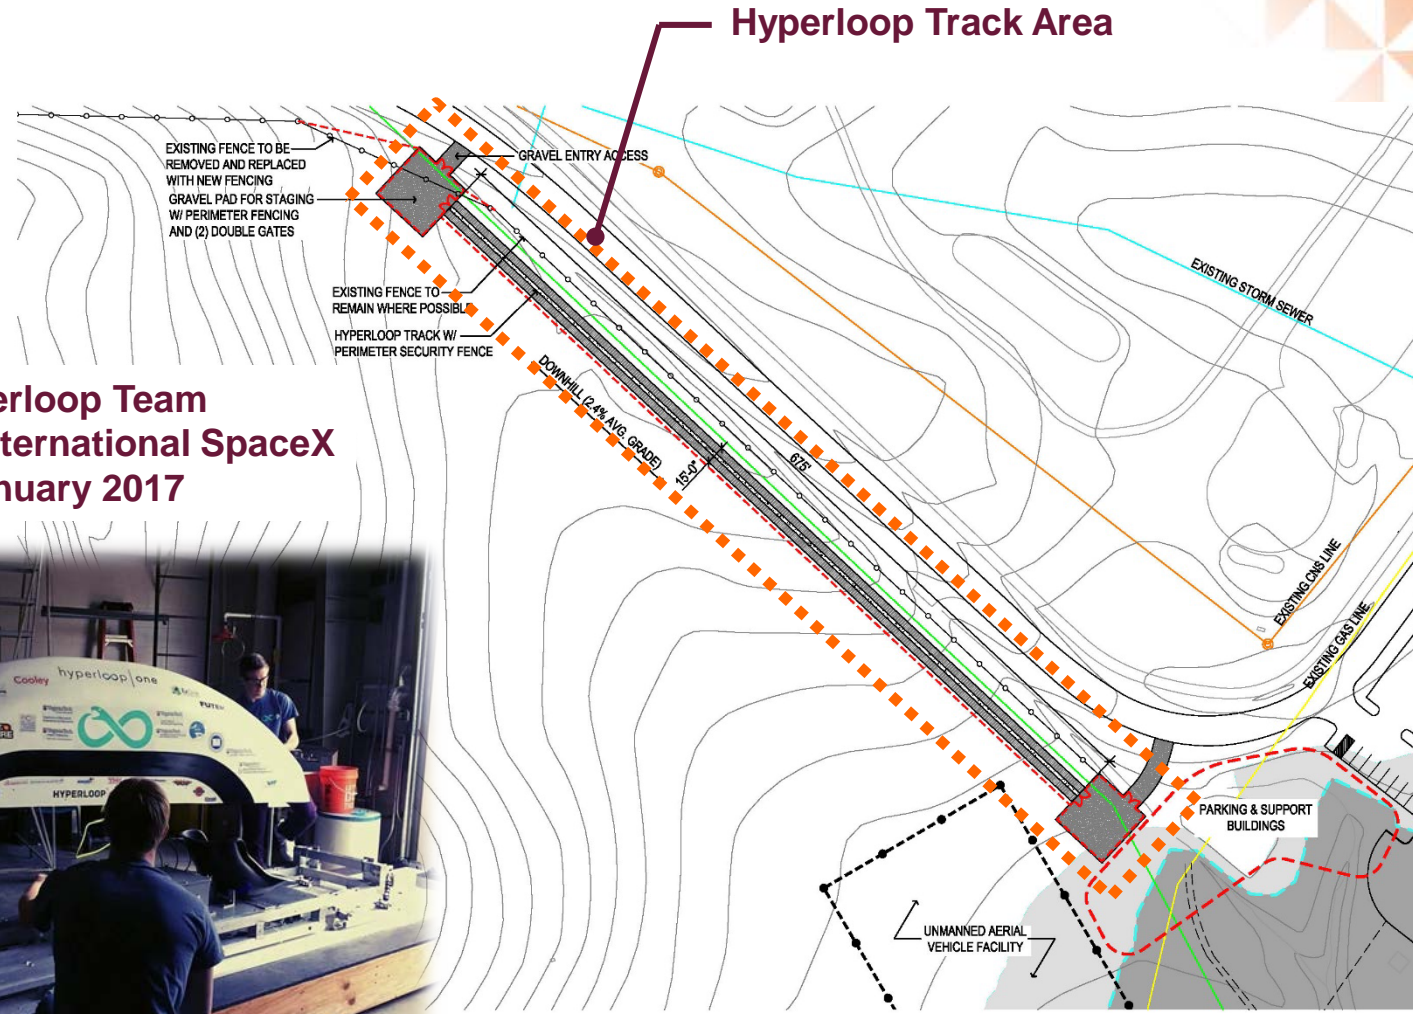 Hyperloop Track Area
EXISTING FENCE TO BE
REMOVED AND REPLACED
WITH NEW FENCING
GRAVEL PAD FOR STAGING
W/ PERIMETER FENCING
AND (2) DOUBLE GATES
GRAVEL ENTRY ACCESS
EXISTING FENCE TO
REMAIN WHERE POSSIBLE
HYPERLOOP TRACK W/
PERIMETER SECURITY FENCE
DOWNHILL (2.4% AVG. GRADE)
15'-0"
675'
EXISTING STORM SEWER
EXISTING CNS LINE
EXISTING GAS LINE
PARKING & SUPPORT
BUILDINGS
UNMANNED AERIAL
VEHICLE FACILITY
erloop Team
nternational SpaceX
nuary 2017
Cooley
hyperloop|one
FUTEK
HYPERLOOP